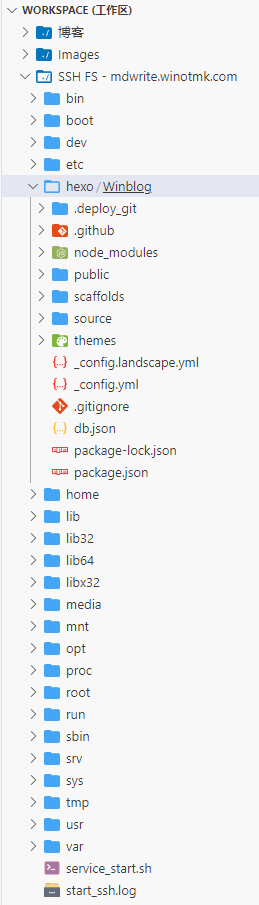 WORKSPACE (工作区)
博客
Images
SSH FS - mdwrite.winotmk.com
bin
boot
dev
etc
hexo / Winblog
.deploy_git
.github
node_modules
public
scaffolds
source
themes
_config.landscape.yml
_config.yml
.gitignore
db.json
package-lock.json
package.json
home
lib
lib32
lib64
libx32
media
mnt
opt
proc
root
run
sbin
srv
sys
tmp
usr
var
service_start.sh
start_ssh.log